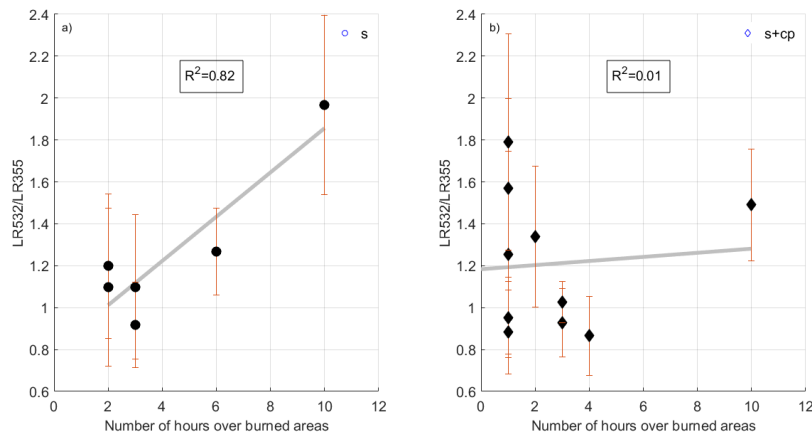 a)
s
R²=0.82
LR532/LR355
2.4
2.2
2
1.8
1.6
1.4
1.2
1
0.8
0.6
0 2 4 6 8 10 12
Number of hours over burned areas
b)
s+cp
R²=0.01
LR532/LR355
2.4
2.2
2
1.8
1.6
1.4
1.2
1
0.8
0.6
0 2 4 6 8 10 12
Number of hours over burned areas